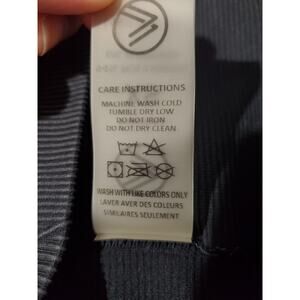 CARE INSTRUCTIONS
MACHINE WASH COLD
TUMBLE DRY LOW
DO NOT IRON
DO NOT DRY CLEAN
WASH WITH LIKE COLORS ONLY
LAVER AVER DES COULEURS
SIMILAIRES SEULEMENT